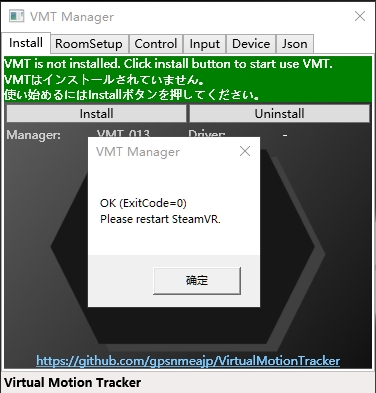 VMT Manager
Install RoomSetup Control Input Device Json
VMT is not installed. Click install button to start use VMT.
VMTはインストールされていません。
使い始めるにはInstallボタンを押してください。
Install Uninstall
Manager: VMT_013 Driver: -
VMT Manager
OK (ExitCode=0)
Please restart SteamVR.
确定
https://github.com/gpsnmeajp/VirtualMotionTracker
Virtual Motion Tracker